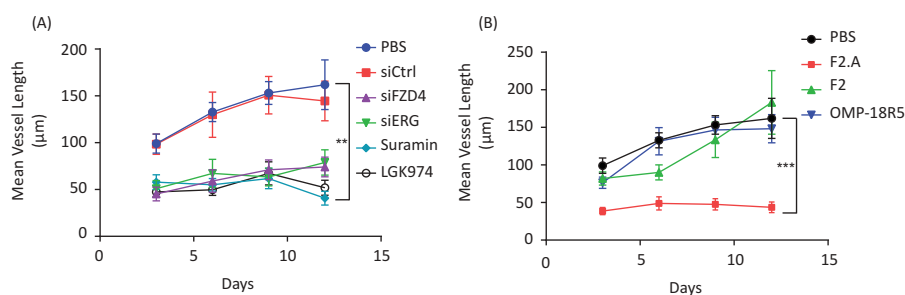 (A)
Mean Vessel Length
(μm)
200
150
100
50
0
0
5
10
15
Days
PBS
siCtrl
siFZD4
siERG
Suramin
LGK974
**
(B)
Mean Vessel Length
(μm)
250
200
150
100
50
0
0
5
10
15
Days
PBS
F2.A
F2
OMP-18R5
***